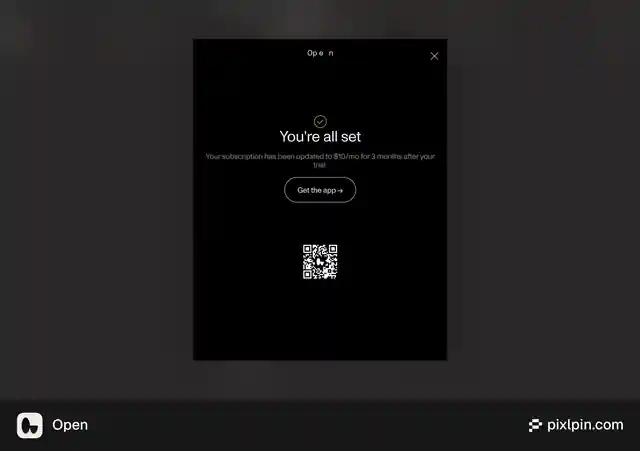 Open
You're all set
Your subscription has been updated to $10/mo for 3 months after your
trial
Get the app →
Open
pixlpin.com